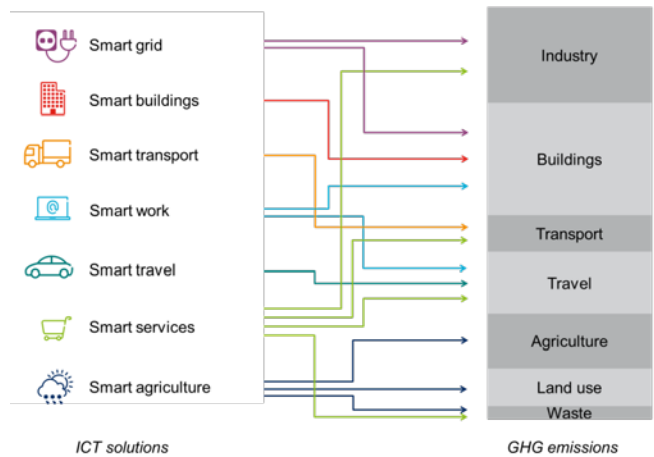 Smart grid
Smart buildings
Smart transport
@
Smart work
Smart travel
Smart services
Smart agriculture
Industry
Buildings
Transport
Travel
Agriculture
Land use
Waste
ICT solutions
GHG emissions